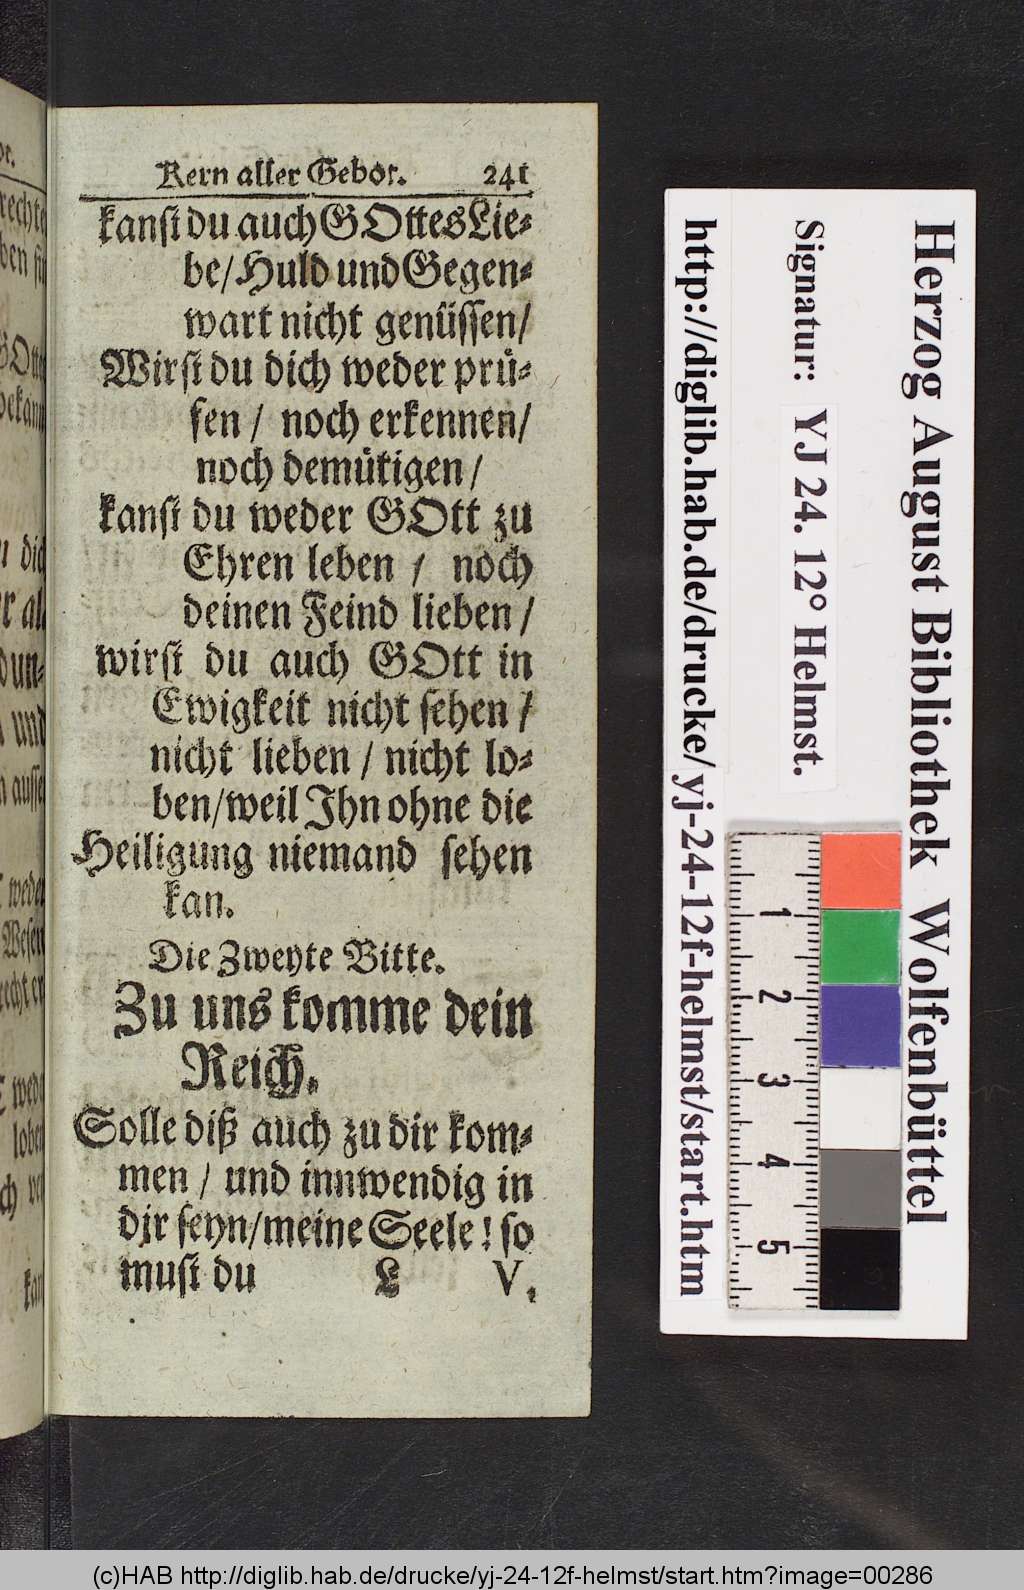 Kern aller Gebot. 241
kanſt du auch GOttes Lie⸗
be/ Huld und Gegen⸗
wart nicht genüſſen/
Wirſt du dich weder prü⸗
fen / noch erkennen/
noch demütigen/
kanſt du weder GOtt zu
Ehren leben / noch
deinen Feind lieben /
wirſt du auch GOtt in
Ewigkeit nicht ſehen /
nicht lieben / nicht lo⸗
ben/ weil Ihn ohne die
Heiligung niemand ſehen
kan.
Die Zweyte Bitte.
Zu uns komme dein
Reich.
Solle diß auch zu dir kom⸗
men / und innwendig in
dir ſeyn/ meine Seele! ſo
muſt du L V.
Herzog August Bibliothek Wolfenbüttel
Signatur: YJ 24. 12° Helmst.
http://diglib.hab.de/drucke/yj-24-12f-helmst/start.htm
1
2
3
4
5
(c)HAB http://diglib.hab.de/drucke/yj-24-12f-helmst/start.htm?image=00286